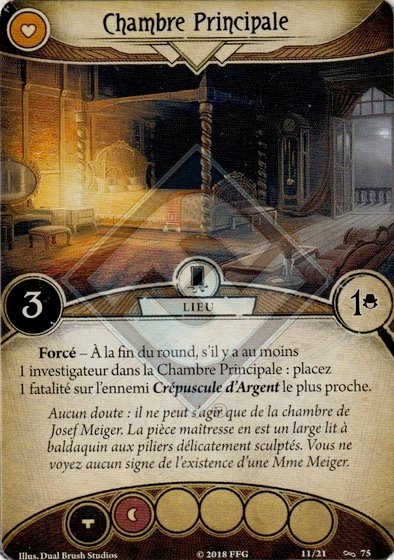 Chambre Principale
3
LIEU
1
Forcé – À la fin du round, s'il y a au moins
1 investigateur dans la Chambre Principale : placez
1 fatalité sur l'ennemi Crépuscule d'Argent le plus proche.
Aucun doute : il ne peut s'agir que de la chambre de
Josef Meiger. La pièce maîtresse en est un large lit à
baldaquin aux piliers délicatement sculptés. Vous ne
voyez aucun signe de l'existence d'une Mme Meiger.
Illus. Dual Brush Studios © 2018 FFG 11/21 75